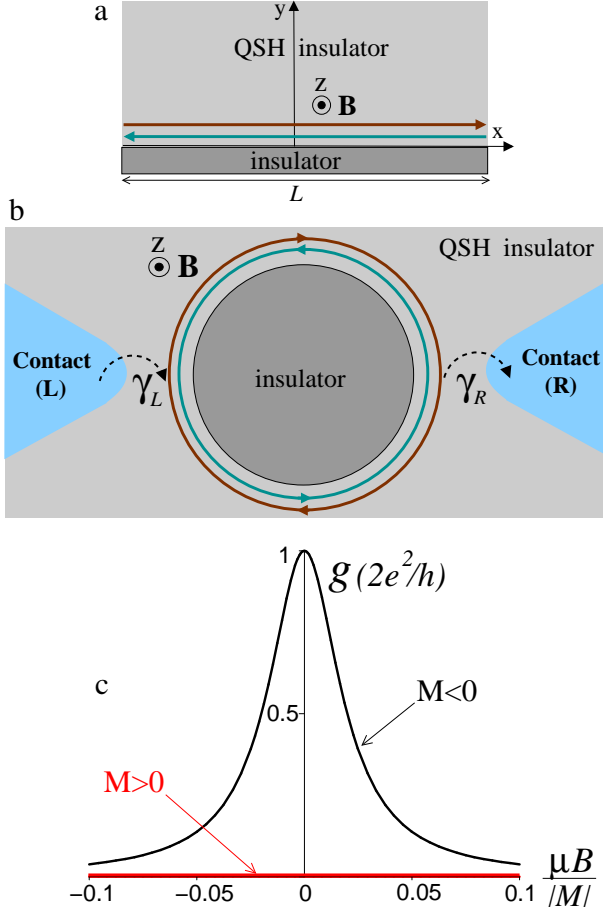 a
y
QSH insulator
z
B
x
insulator
L
b
z
B
QSH insulator
Contact
(L)
γL
insulator
γR
Contact
(R)
1
g (2e²/h)
c
M<0
0.5
M>0
−0.1
−0.05
0
0.05
0.1
μB
|M|